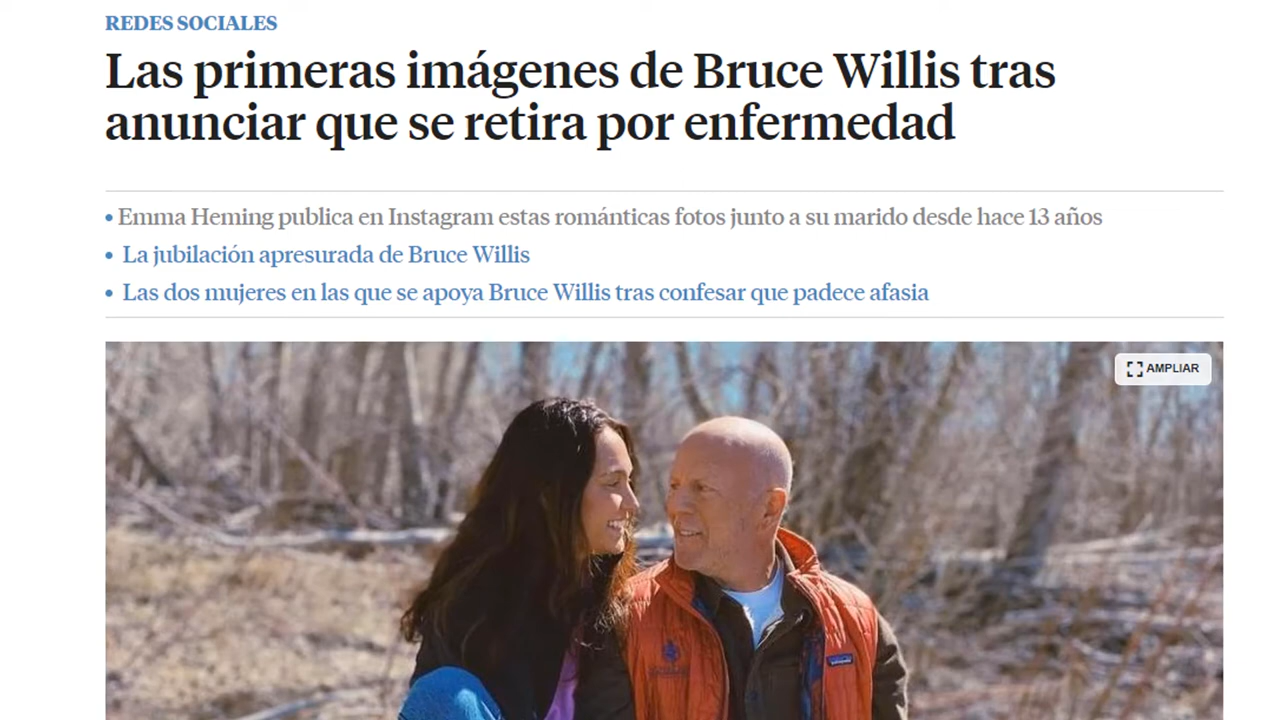 REDES SOCIALES
Las primeras imágenes de Bruce Willis tras
anunciar que se retira por enfermedad
• Emma Heming publica en Instagram estas románticas fotos junto a su marido desde hace 13 años
• La jubilación apresurada de Bruce Willis
• Las dos mujeres en las que se apoya Bruce Willis tras confesar que padece afasia
AMPLIAR
patagonia